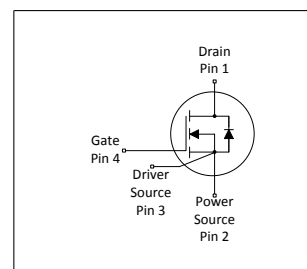 Drain
Pin 1
Gate
Pin 4
Driver
Source
Pin 3
Power
Source
Pin 2